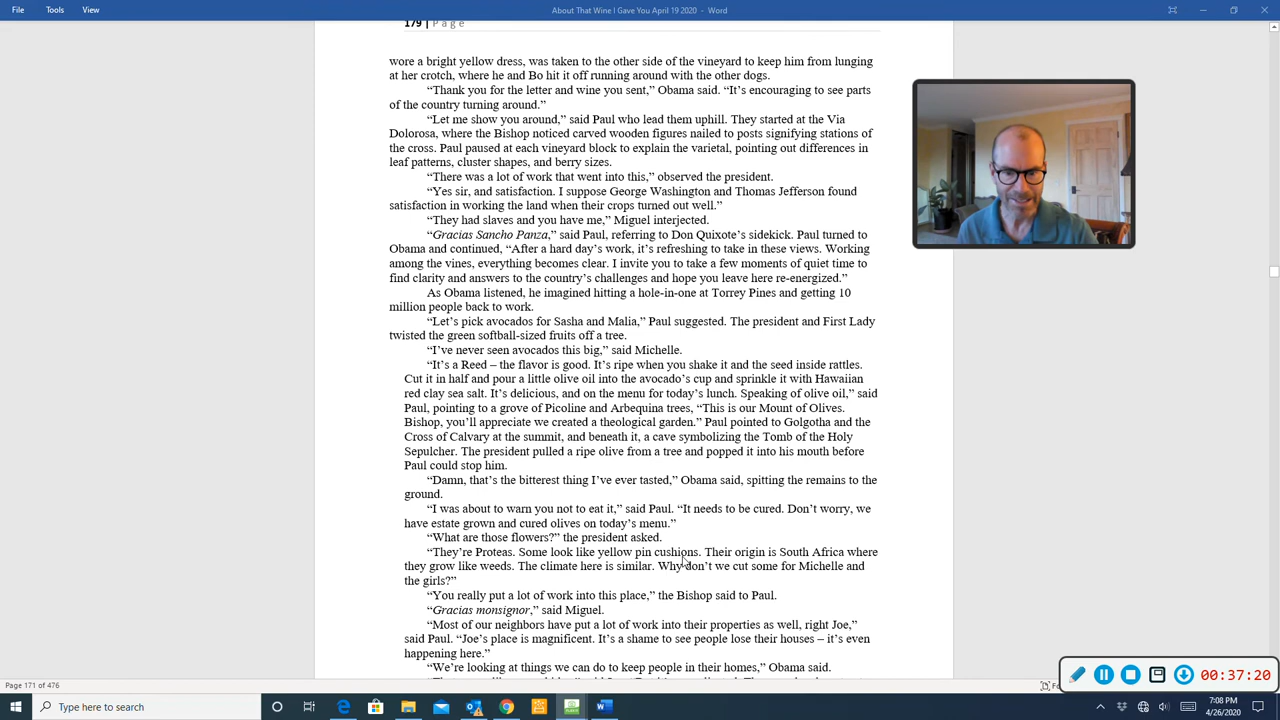 File Tools View About That Wine I Gave You April 19 2020 - Word
179 | Page
wore a bright yellow dress, was taken to the other side of the vineyard to keep him from lunging
at her crotch, where he and Bo hit it off running around with the other dogs.
“Thank you for the letter and wine you sent,” Obama said. “It’s encouraging to see parts
of the country turning around.”
“Let me show you around,” said Paul who lead them uphill. They started at the Via
Dolorosa, where the Bishop noticed carved wooden figures nailed to posts signifying stations of
the cross. Paul paused at each vineyard block to explain the varietal, pointing out differences in
leaf patterns, cluster shapes, and berry sizes.
“There was a lot of work that went into this,” observed the president.
“Yes sir, and satisfaction. I suppose George Washington and Thomas Jefferson found
satisfaction in working the land when their crops turned out well.”
“They had slaves and you have me,” Miguel interjected.
“Gracias Sancho Panza,” said Paul, referring to Don Quixote’s sidekick. Paul turned to
Obama and continued, “After a hard day’s work, it’s refreshing to take in these views. Working
among the vines, everything becomes clear. I invite you to take a few moments of quiet time to
find clarity and answers to the country’s challenges and hope you leave here re-energized.”
As Obama listened, he imagined hitting a hole-in-one at Torrey Pines and getting 10
million people back to work.
“Let’s pick avocados for Sasha and Malia,” Paul suggested. The president and First Lady
twisted the green softball-sized fruits off a tree.
“I’ve never seen avocados this big,” said Michelle.
“It’s a Reed – the flavor is good. It’s ripe when you shake it and the seed inside rattles.
Cut it in half and pour a little olive oil into the avocado’s cup and sprinkle it with Hawaiian
red clay sea salt. It’s delicious, and on the menu for today’s lunch. Speaking of olive oil,” said
Paul, pointing to a grove of Picoline and Arbequina trees, “This is our Mount of Olives.
Bishop, you’ll appreciate we created a theological garden.” Paul pointed to Golgotha and the
Cross of Calvary at the summit, and beneath it, a cave symbolizing the Tomb of the Holy
Sepulcher. The president pulled a ripe olive from a tree and popped it into his mouth before
Paul could stop him.
“Damn, that’s the bitterest thing I’ve ever tasted,” Obama said, spitting the remains to the
ground.
“I was about to warn you not to eat it,” said Paul. “It needs to be cured. Don’t worry, we
have estate grown and cured olives on today’s menu.”
“What are those flowers?” the president asked.
“They’re Proteas. Some look like yellow pin cushions. Their origin is South Africa where
they grow like weeds. The climate here is similar. Why don’t we cut some for Michelle and
the girls?”
“You really put a lot of work into this place,” the Bishop said to Paul.
“Gracias monsignor,” said Miguel.
“Most of our neighbors have put a lot of work into their properties as well, right Joe,”
said Paul. “Joe’s place is magnificent. It’s a shame to see people lose their houses – it’s even
happening here.”
“We’re looking at things we can do to keep people in their homes,” Obama said.
Page 171 of 476
00:37:20
Type here to search
7:08 PM
4/26/2020